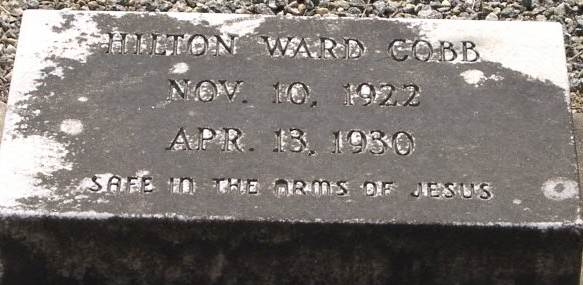 HILTON WARD COBB
NOV. 10, 1922
APR. 13, 1930
SAFE IN THE ARMS OF JESUS